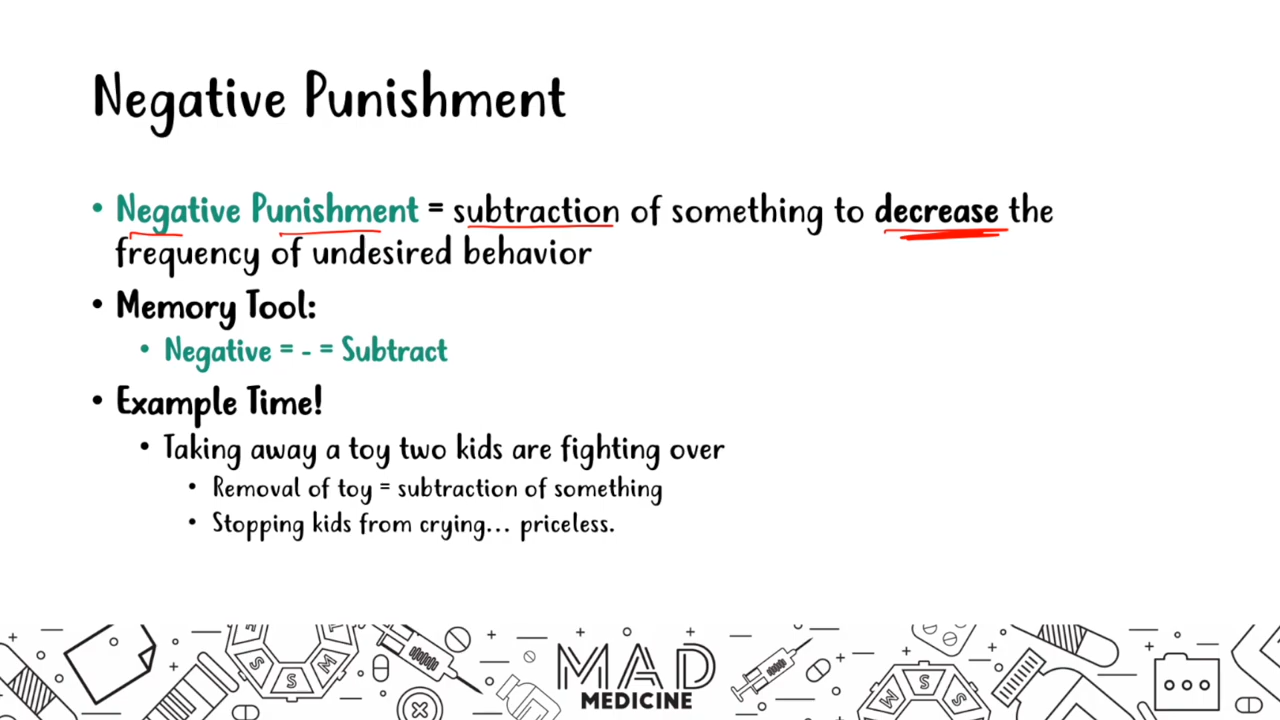 Negative Punishment
• Negative Punishment = subtraction of something to decrease the
frequency of undesired behavior
• Memory Tool:
• Negative = - = Subtract
• Example Time!
• Taking away a toy two kids are fighting over
• Removal of toy = subtraction of something
• Stopping kids from crying... priceless.
MAD
MEDICINE